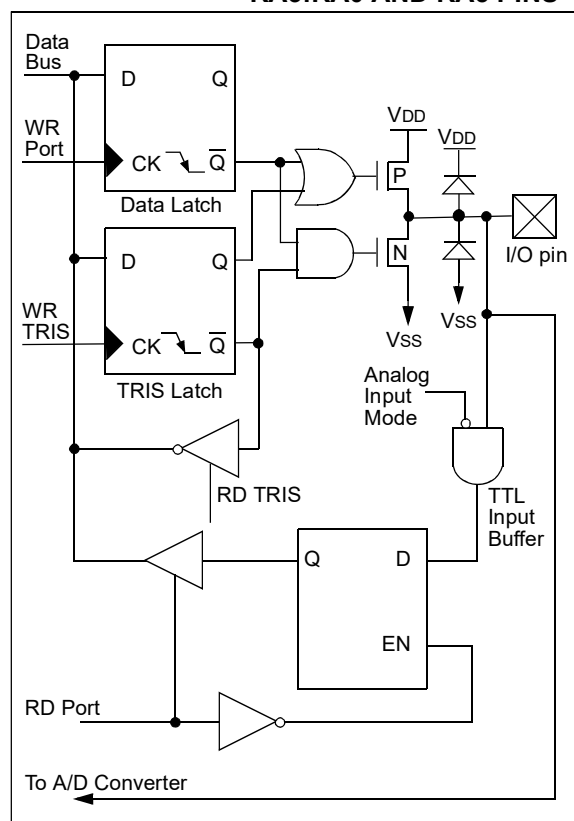 RA3:RA0 AND RA5 PINS
Data
Bus
D
Q
VDD
VDD
WR
Port
CK
Q
P
Data Latch
I/O pin
D
Q
N
WR
TRIS
VSS
VSS
CK
Q
TRIS Latch
Analog
Input
Mode
RD TRIS
TTL
Input
Buffer
Q
D
EN
RD Port
To A/D Converter